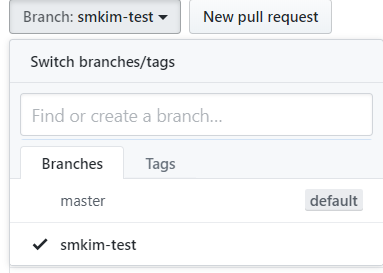 Branch: smkim-test New pull request
Switch branches/tags
Find or create a branch...
Branches Tags
master default
smkim-test